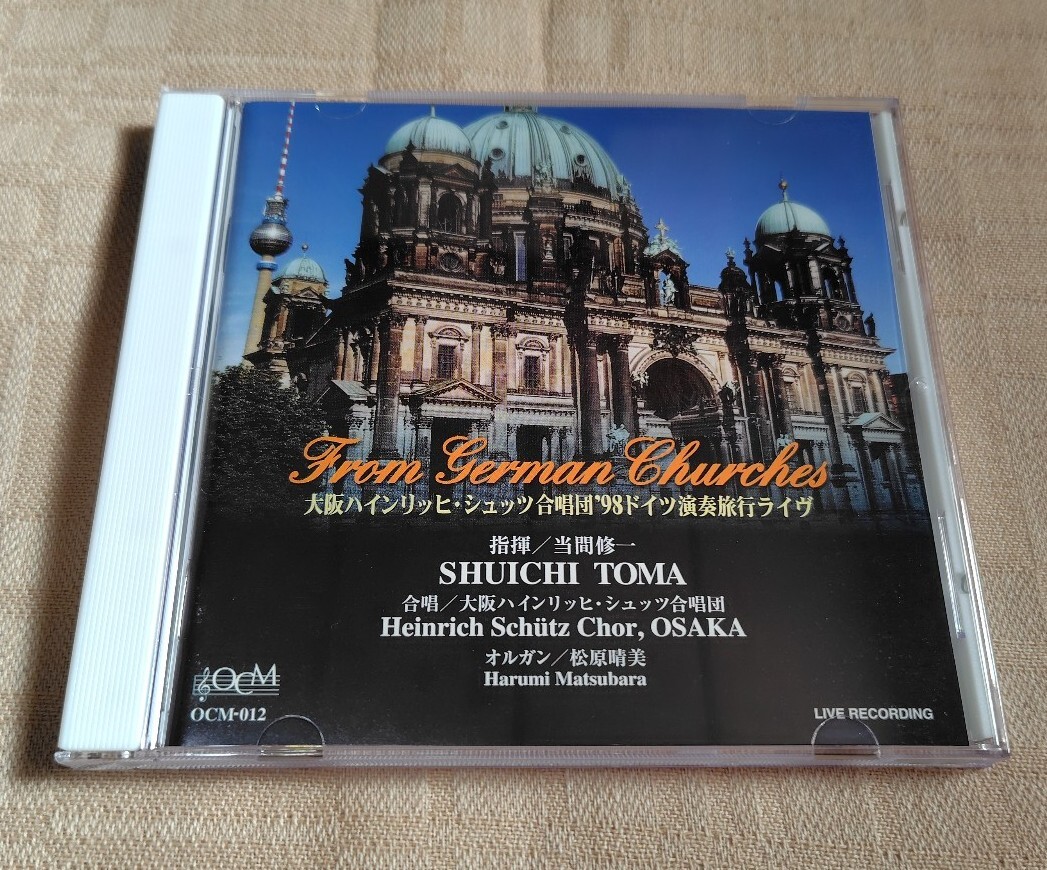 From German Churches
大阪ハインリッヒ・シュッツ合唱団'98ドイツ演奏旅行ライヴ
指揮／当間修一
SHUICHI TOMA
合唱／大阪ハインリッヒ・シュッツ合唱団
Heinrich Schütz Chor, OSAKA
オルガン／松原晴美
Harumi Matsubara
OCM
OCM-012
LIVE RECORDING